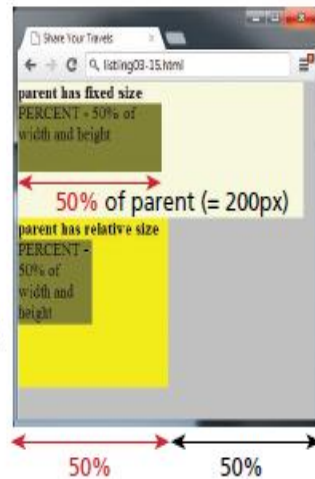 Share Your Travels
listing03-15.html
parent has fixed size
PERCENT - 50% of
width and height
50% of parent (= 200px)
parent has relative size
PERCENT -
50% of
width and
height
50%
50%